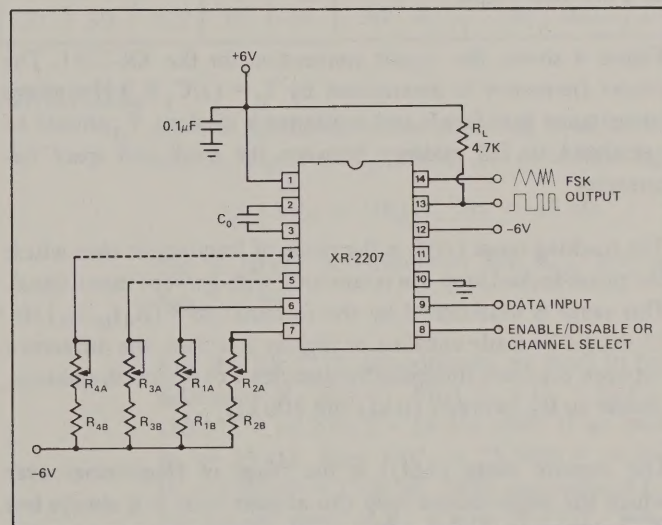 +6V
0.1µF
R_L
4.7K
C_0
1
2
3
4
5
6
7
XR-2207
14
13
12
11
10
9
8
FSK
OUTPUT
–6V
DATA INPUT
ENABLE/DISABLE OR
CHANNEL SELECT
R_4A
R_3A
R_1A
R_2A
R_4B
R_3B
R_1B
R_2B
–6V